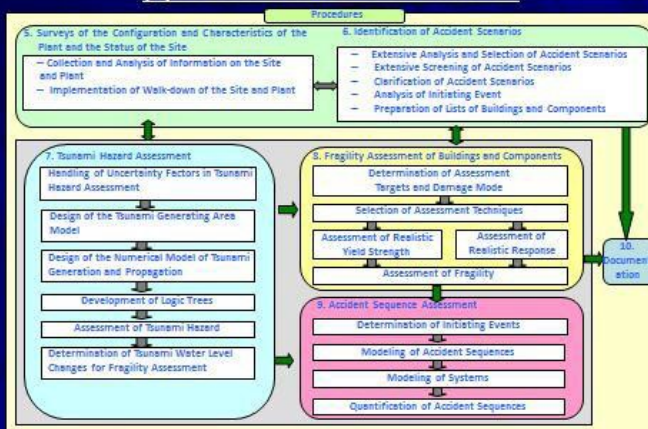 Procedures
5. Surveys of the Configuration and Characteristics of the
Plant and the Status of the Site
— Collection and Analysis of Information on the Site
and Plant
— Implementation of Walk-down of the Site and Plant
6. Identification of Accident Scenarios
— Extensive Analysis and Selection of Accident Scenarios
— Extensive Screening of Accident Scenarios
— Clarification of Accident Scenarios
— Analysis of Initiating Event
— Preparation of Lists of Buildings and Components
7. Tsunami Hazard Assessment
Handling of Uncertainty Factors in Tsunami
Hazard Assessment
Design of the Tsunami Generating Area
Model
Design of the Numerical Model of Tsunami
Generation and Propagation
Development of Logic Trees
Assessment of Tsunami Hazard
Determination of Tsunami Water Level
Changes for Fragility Assessment
8. Fragility Assessment of Buildings and Components
Determination of Assessment
Targets and Damage Mode
Selection of Assessment Techniques
Assessment of Realistic
Yield Strength
Assessment of
Realistic Response
Assessment of Fragility
9. Accident Sequence Assessment
Determination of Initiating Events
Modeling of Accident Sequences
Modeling of Systems
Quantification of Accident Sequences
10.
Document
ation